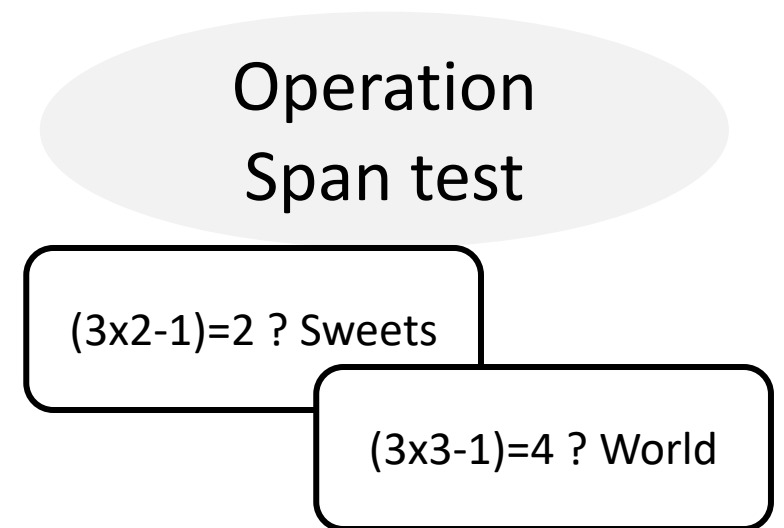 Operation
Span test
(3x2-1)=2 ? Sweets
(3x3-1)=4 ? World